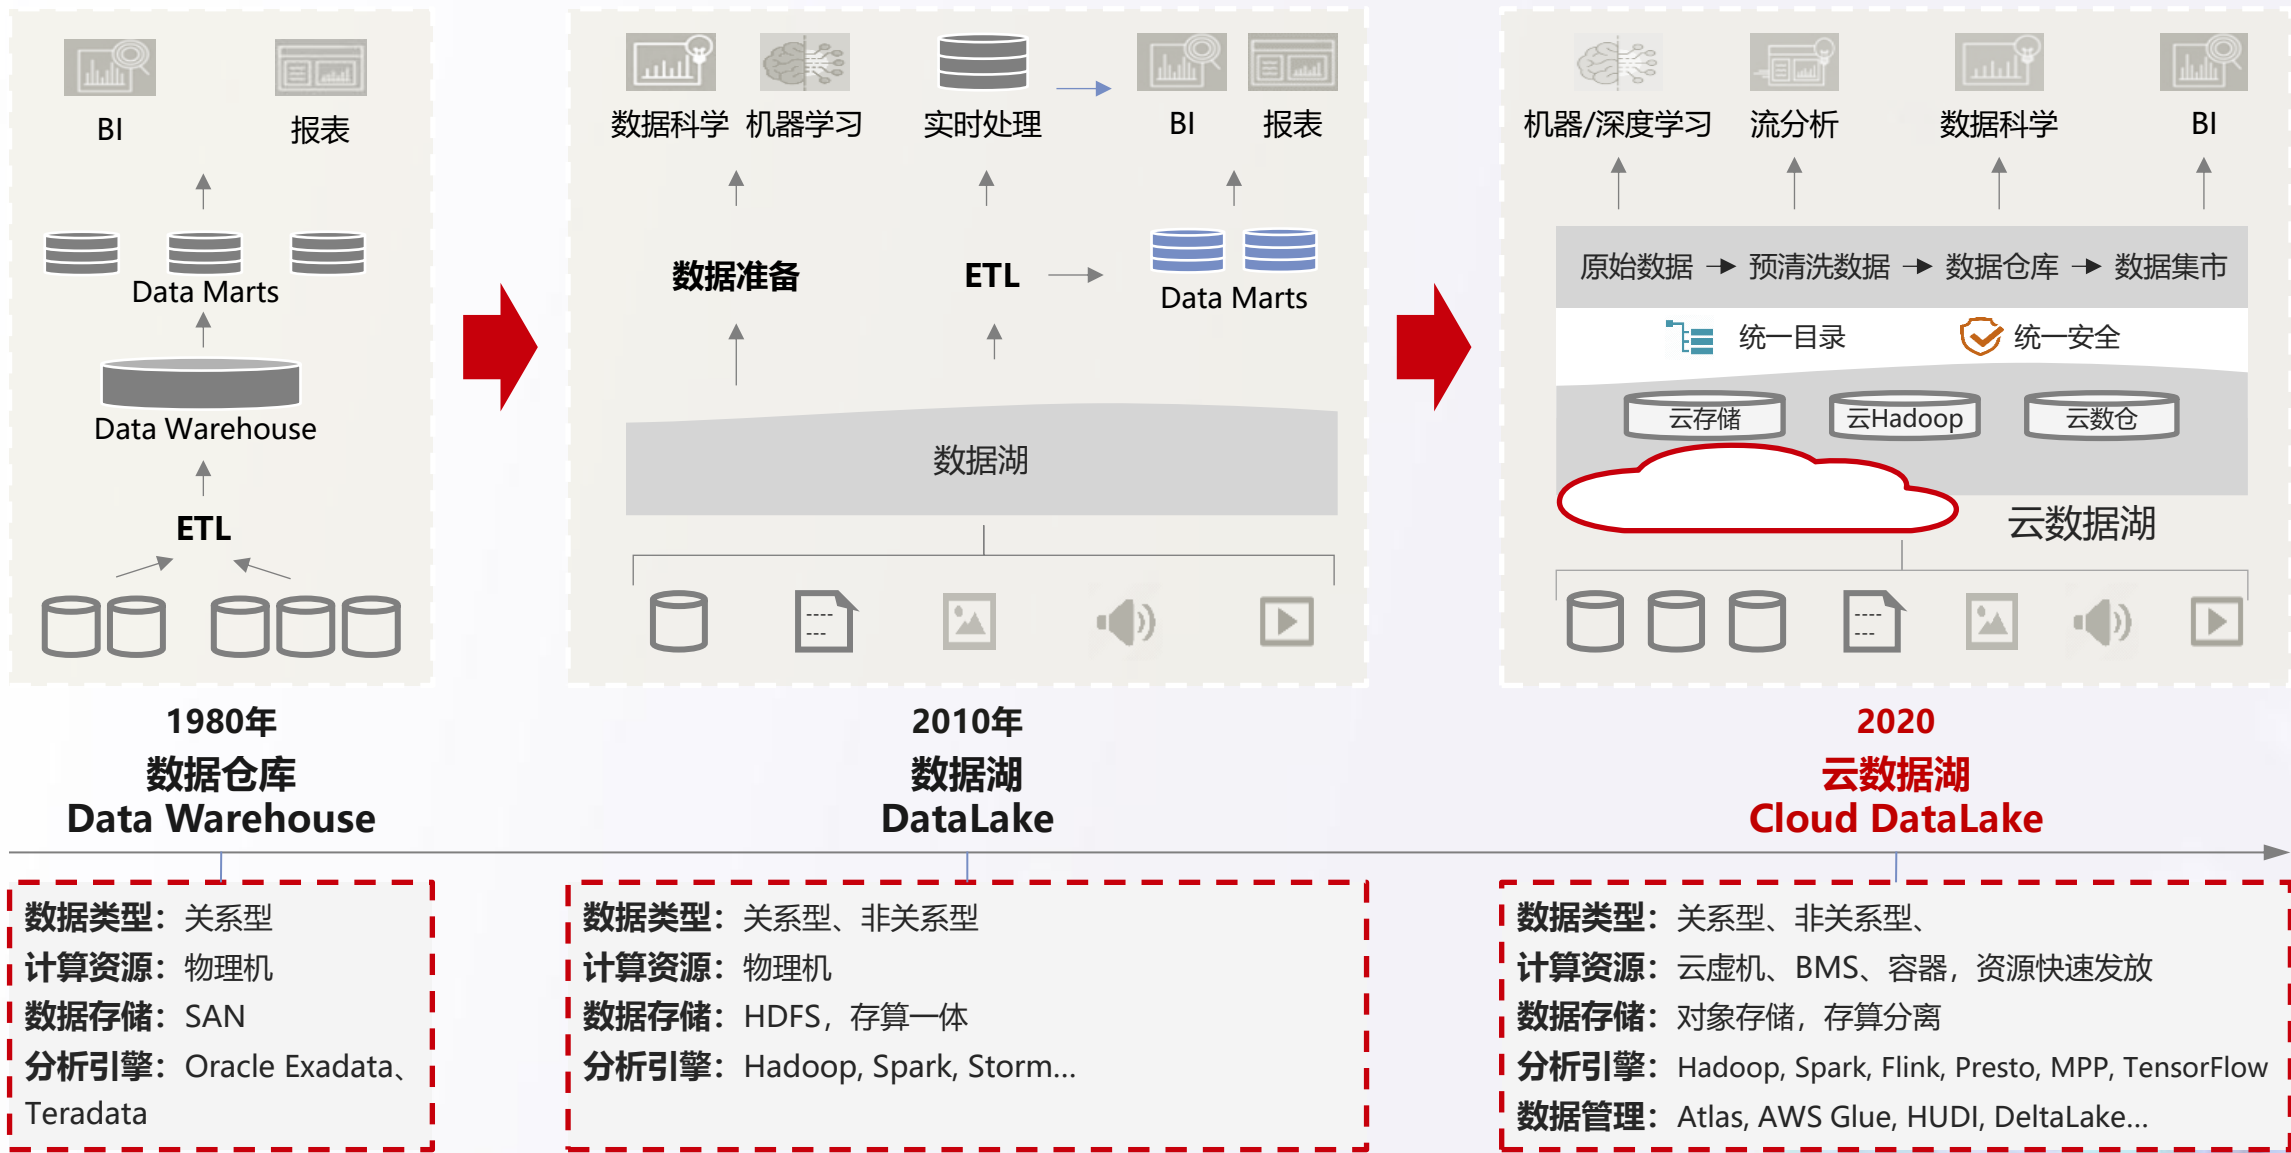 BI
报表
Data Marts
Data Warehouse
ETL
数据科学
机器学习
实时处理
BI
报表
数据准备
ETL
Data Marts
数据湖
机器/深度学习
流分析
数据科学
BI
原始数据
预清洗数据
数据仓库
数据集市
统一目录
统一安全
云存储
云Hadoop
云数仓
云数据湖
1980年
数据仓库
Data Warehouse
2010年
数据湖
DataLake
2020
云数据湖
Cloud DataLake
数据类型：关系型
计算资源：物理机
数据存储：SAN
分析引擎：Oracle Exadata、
Teradata
数据类型：关系型、非关系型
计算资源：物理机
数据存储：HDFS，存算一体
分析引擎：Hadoop, Spark, Storm...
数据类型：关系型、非关系型、
计算资源：云虚机、BMS、容器，资源快速发放
数据存储：对象存储，存算分离
分析引擎：Hadoop, Spark, Flink, Presto, MPP, TensorFlow
数据管理：Atlas, AWS Glue, HUDI, DeltaLake...